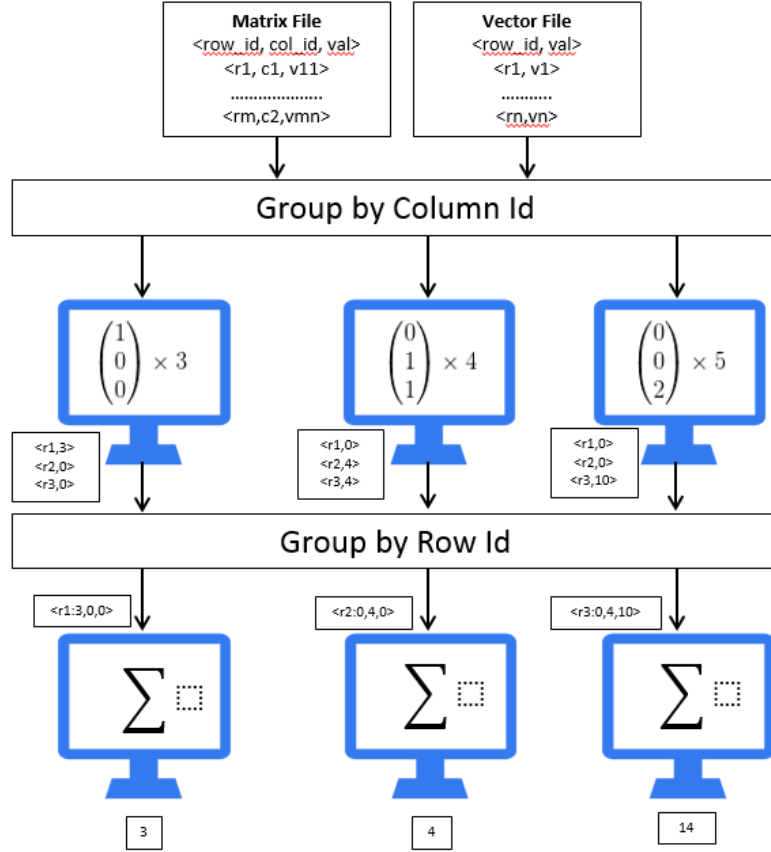 Matrix File
<row_id, col_id, val>
<r1, c1, v11>
....................
<rm,c2,vmn>
Vector File
<row_id, val>
<r1, v1>
...........
<rn,vn>
Group by Column Id
1
0
0
× 3
0
1
1
× 4
0
0
2
× 5
<r1,3>
<r2,0>
<r3,0>
<r1,0>
<r2,4>
<r3,4>
<r1,0>
<r2,0>
<r3,10>
Group by Row Id
<r1:3,0,0>
<r2:0,4,0>
<r3:0,4,10>
∑
∑
∑
3
4
14